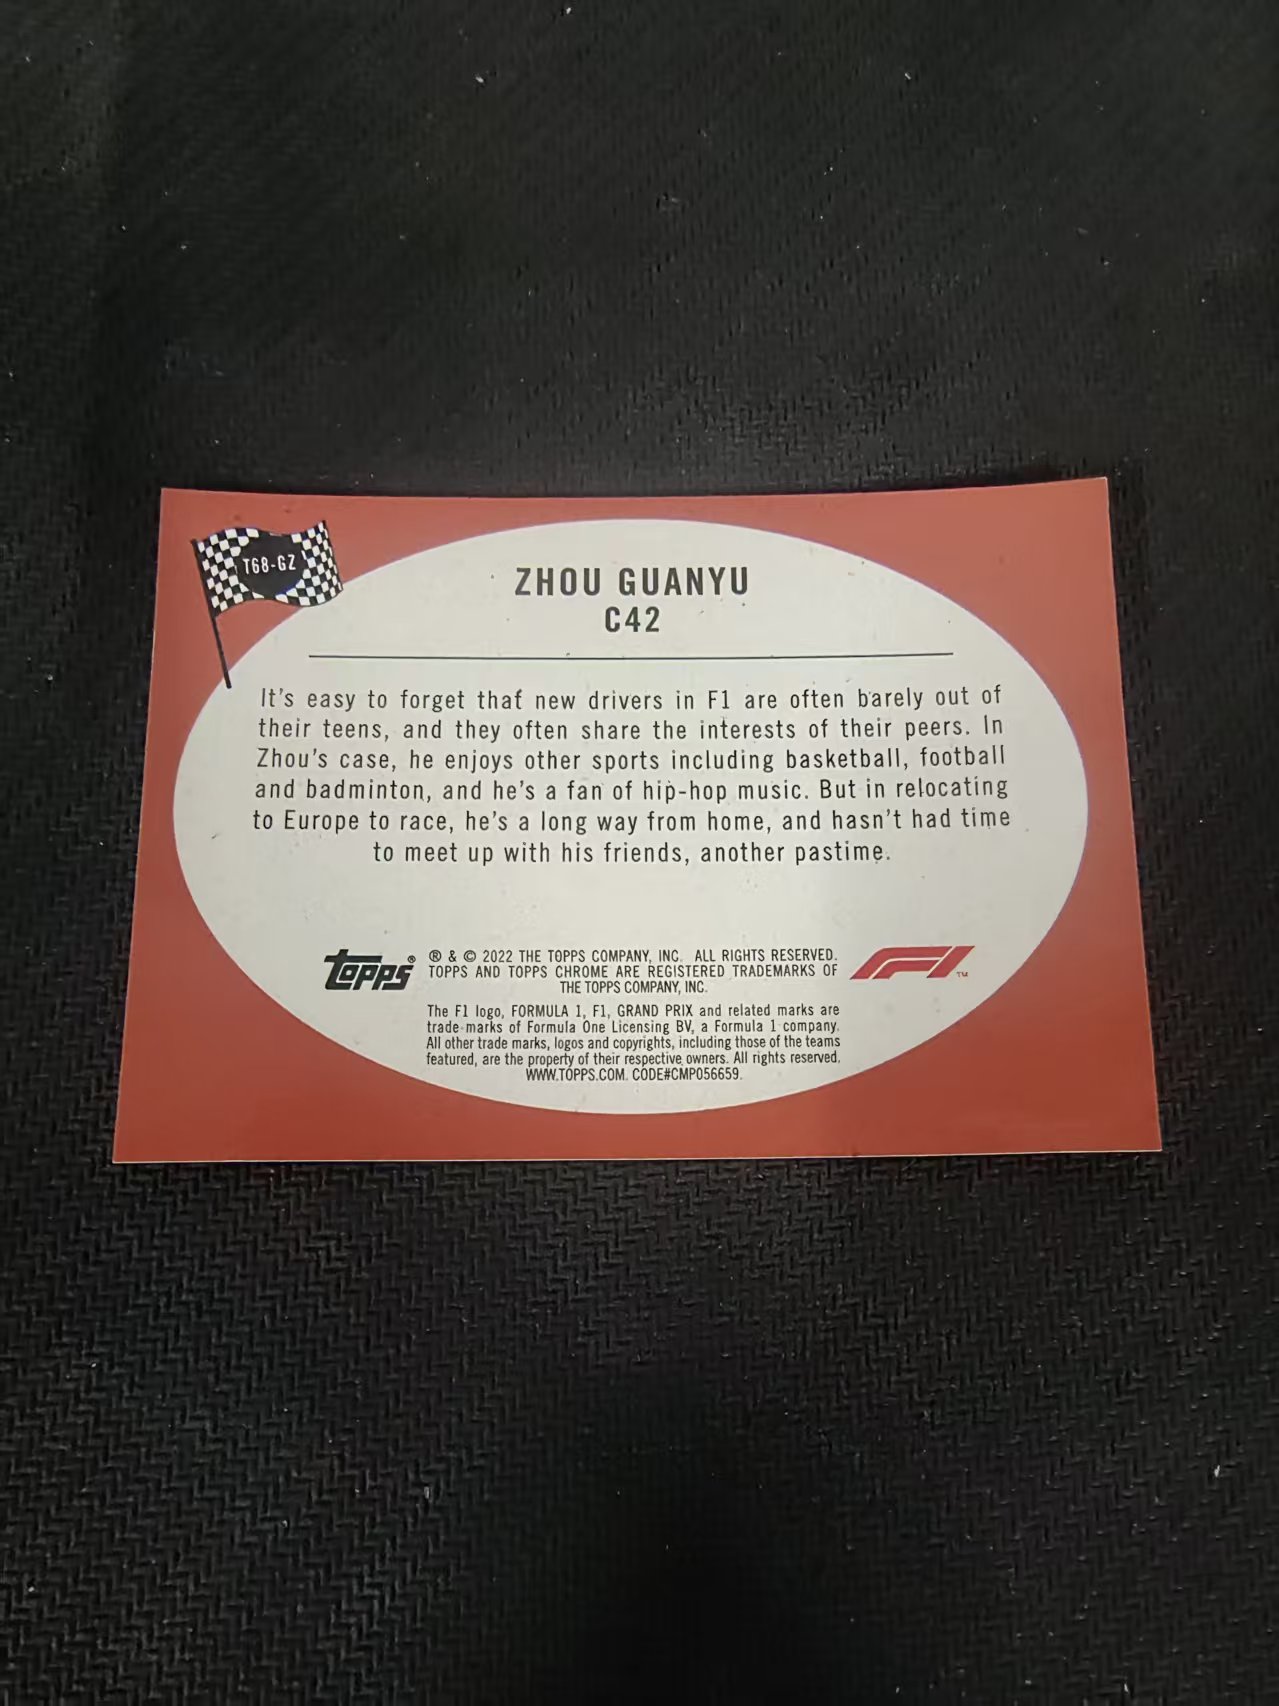 T68-GZ
ZHOU GUANYU
C42
It's easy to forget that new drivers in F1 are often barely out of
their teens, and they often share the interests of their peers. In
Zhou's case, he enjoys other sports including basketball, football
and badminton, and he's a fan of hip-hop music. But in relocating
to Europe to race, he's a long way from home, and hasn't had time
to meet up with his friends, another pastime.
topps®
® & © 2022 THE TOPPS COMPANY, INC. ALL RIGHTS RESERVED.
TOPPS AND TOPPS CHROME ARE REGISTERED TRADEMARKS OF
THE TOPPS COMPANY, INC.
F1™
The F1 logo, FORMULA 1, F1, GRAND PRIX and related marks are
trade marks of Formula One Licensing BV, a Formula 1 company.
All other trade marks, logos and copyrights, including those of the teams
featured, are the property of their respective owners. All rights reserved.
WWW.TOPPS.COM. CODE#CMP056659.